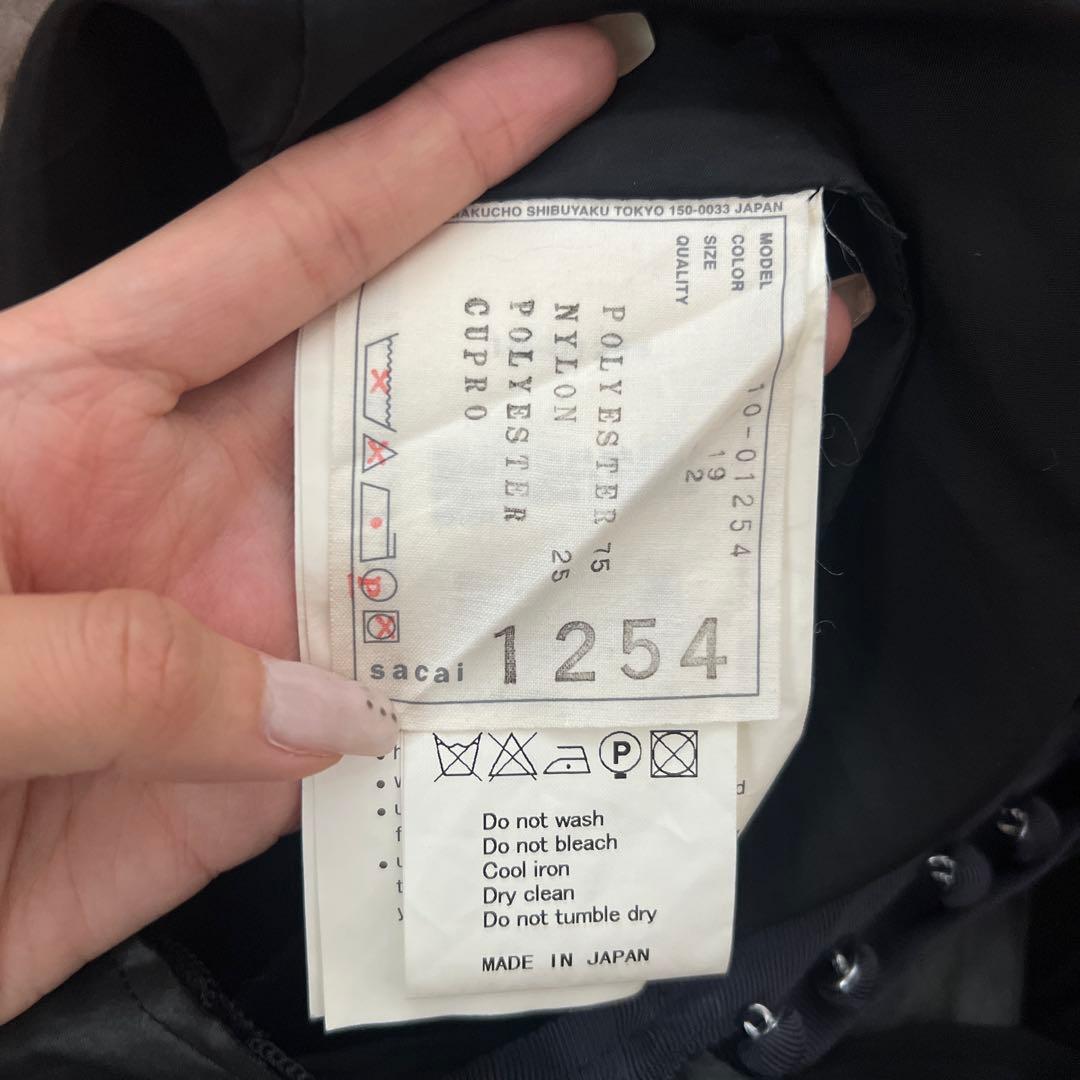 AKUCHO SHIBUYAKU TOKYO 150-0033 JAPAN
MODEL 10-01254
COLOR 19
SIZE 2
QUALITY
POLYESTER 75
NYLON 25
POLYESTER
CUPRO
P
sacai 1254
P
Do not wash
Do not bleach
Cool iron
Dry clean
Do not tumble dry
MADE IN JAPAN